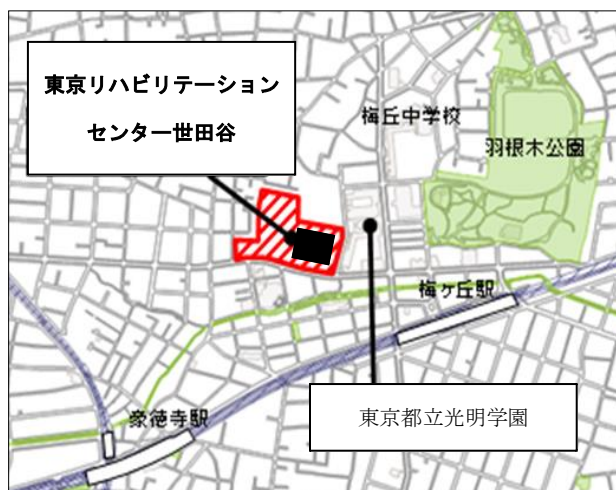 東京リハビリテーション
センター世田谷
梅丘中学校
羽根木公園
梅ヶ丘駅
豪徳寺駅
東京都立光明学園